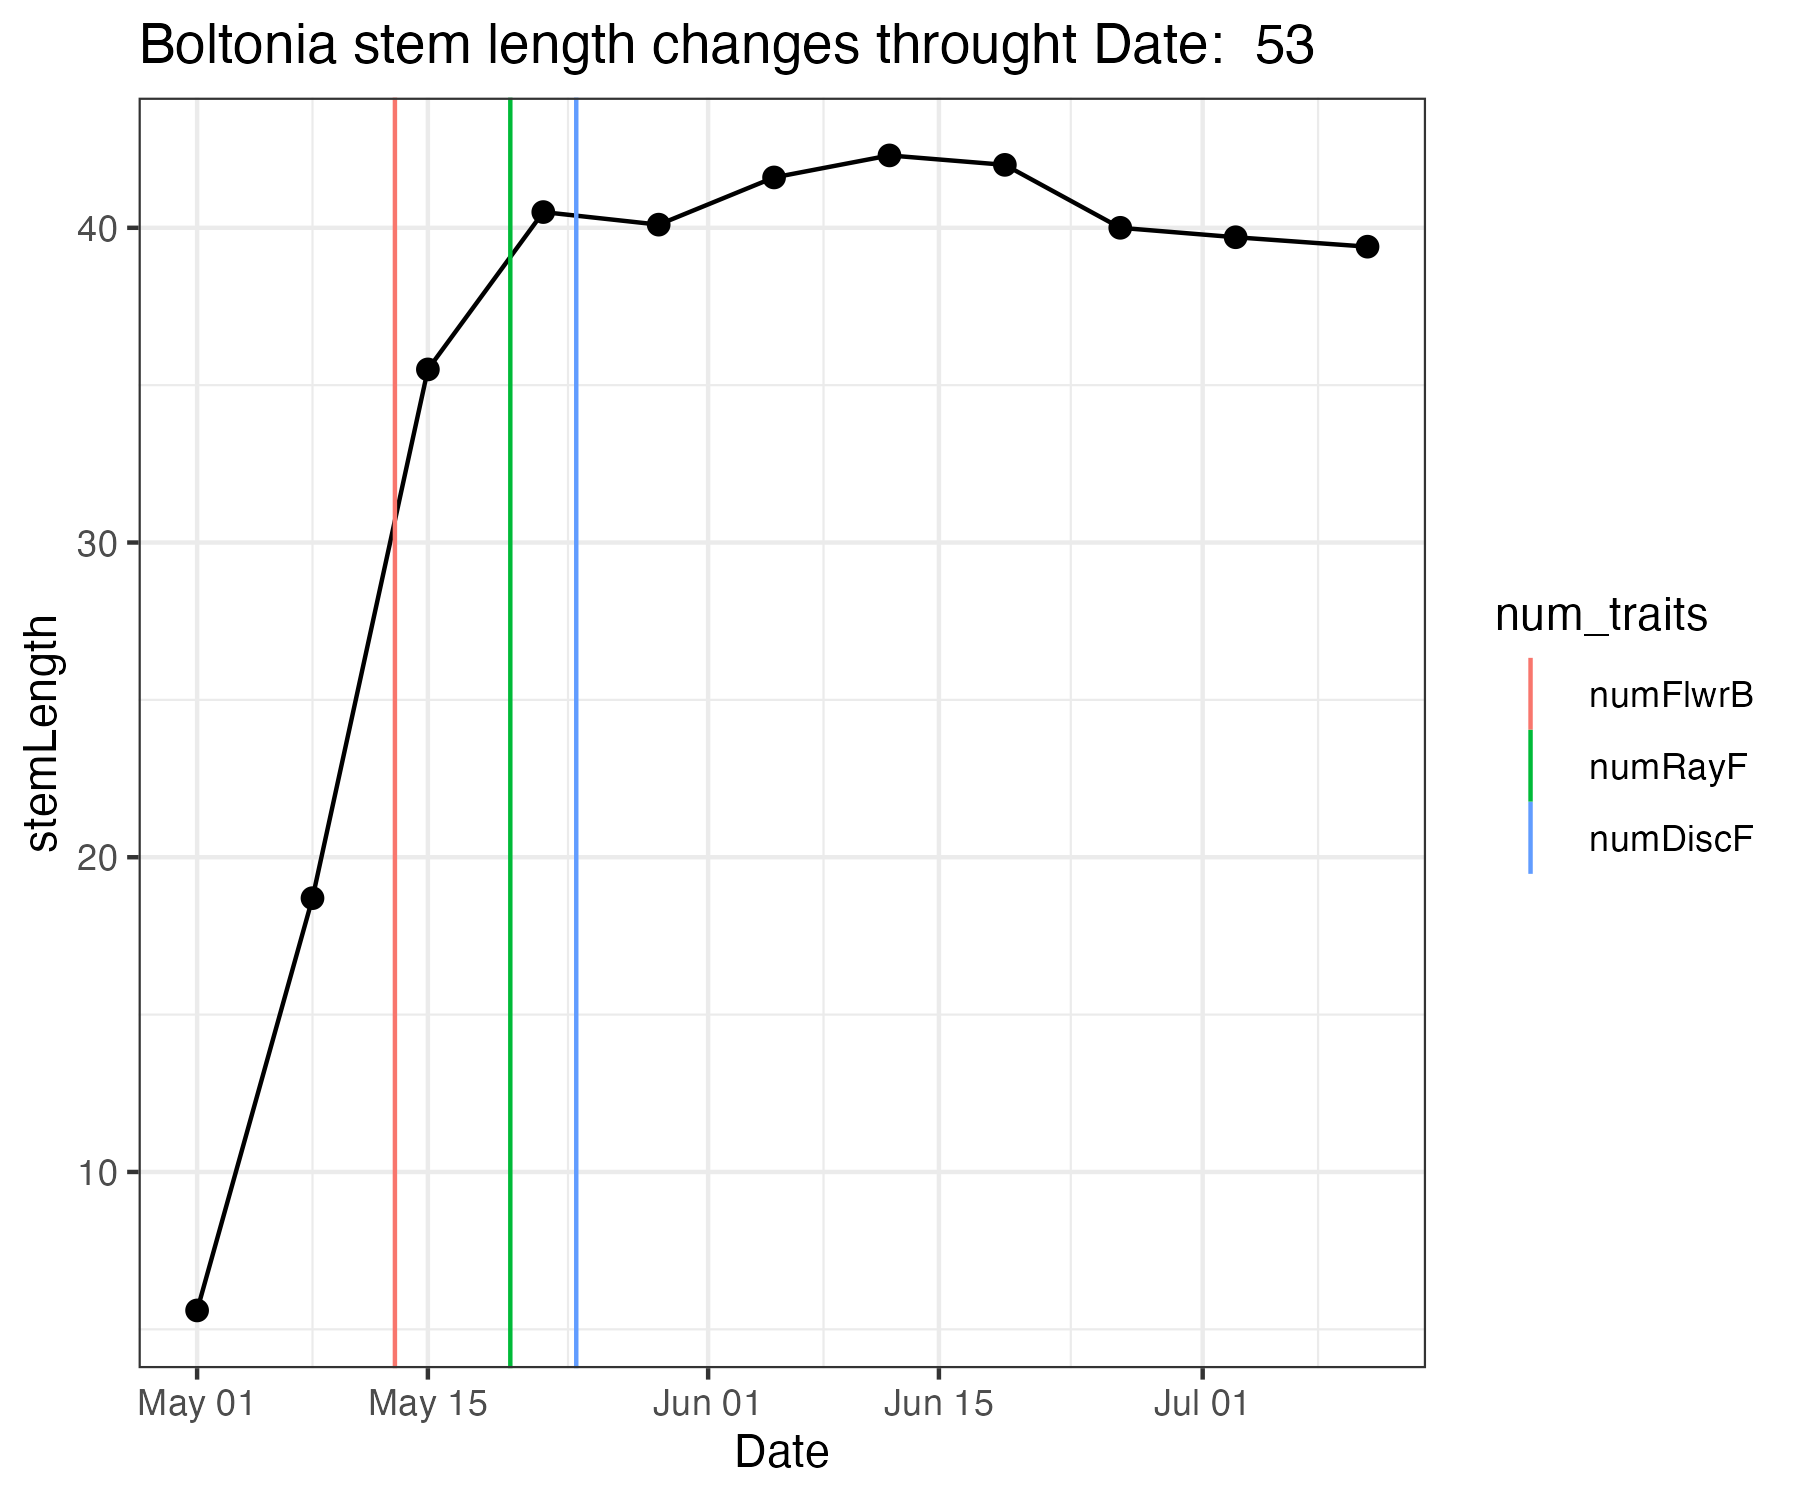 Boltonia stem length changes throught Date:  53
stemLength
40
30
20
10
May 01
May 15
Jun 01
Jun 15
Jul 01
Date
num_traits
numFlwrB
numRayF
numDiscF